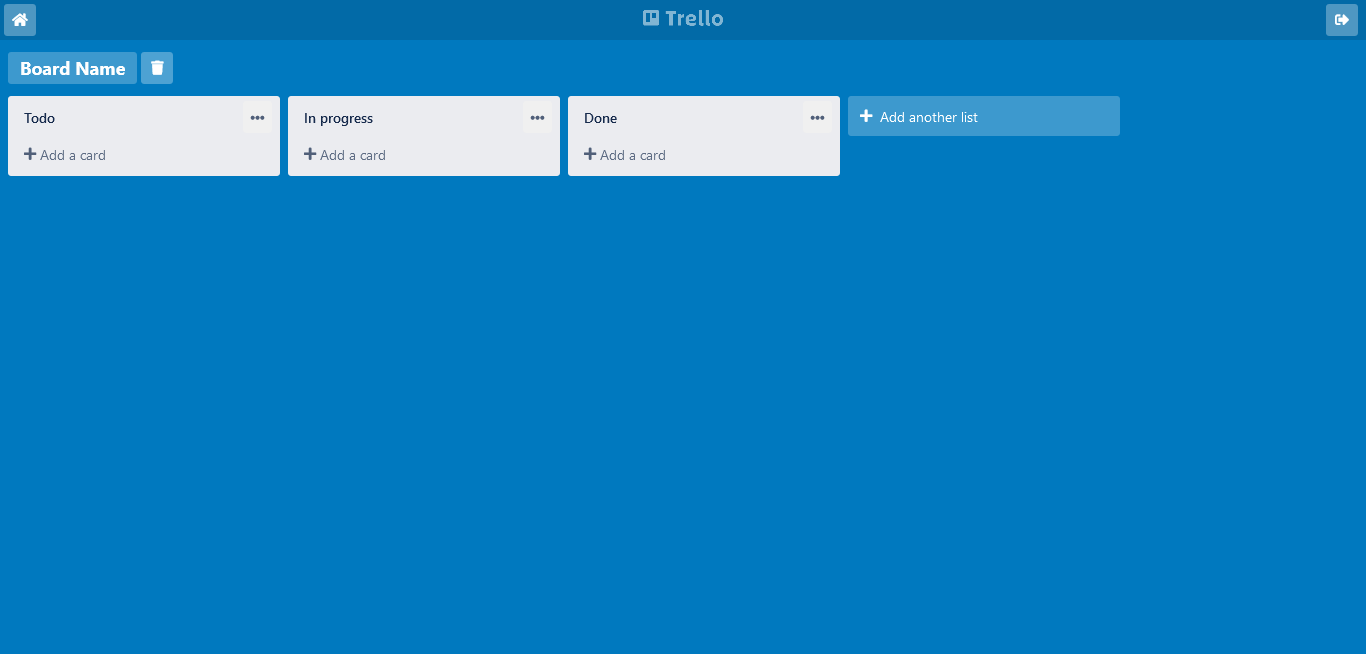 Trello
Board Name
Todo
In progress
Done
Add another list
Add a card
Add a card
Add a card